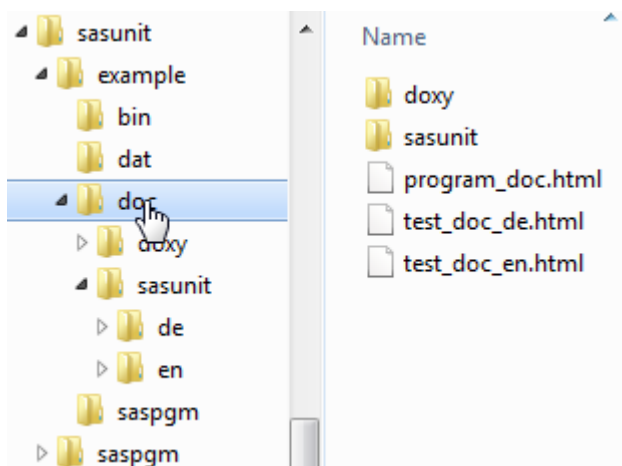 sasunit
example
bin
dat
doc
doxy
sasunit
de
en
saspgm
saspgm
Name
doxy
sasunit
program_doc.html
test_doc_de.html
test_doc_en.html